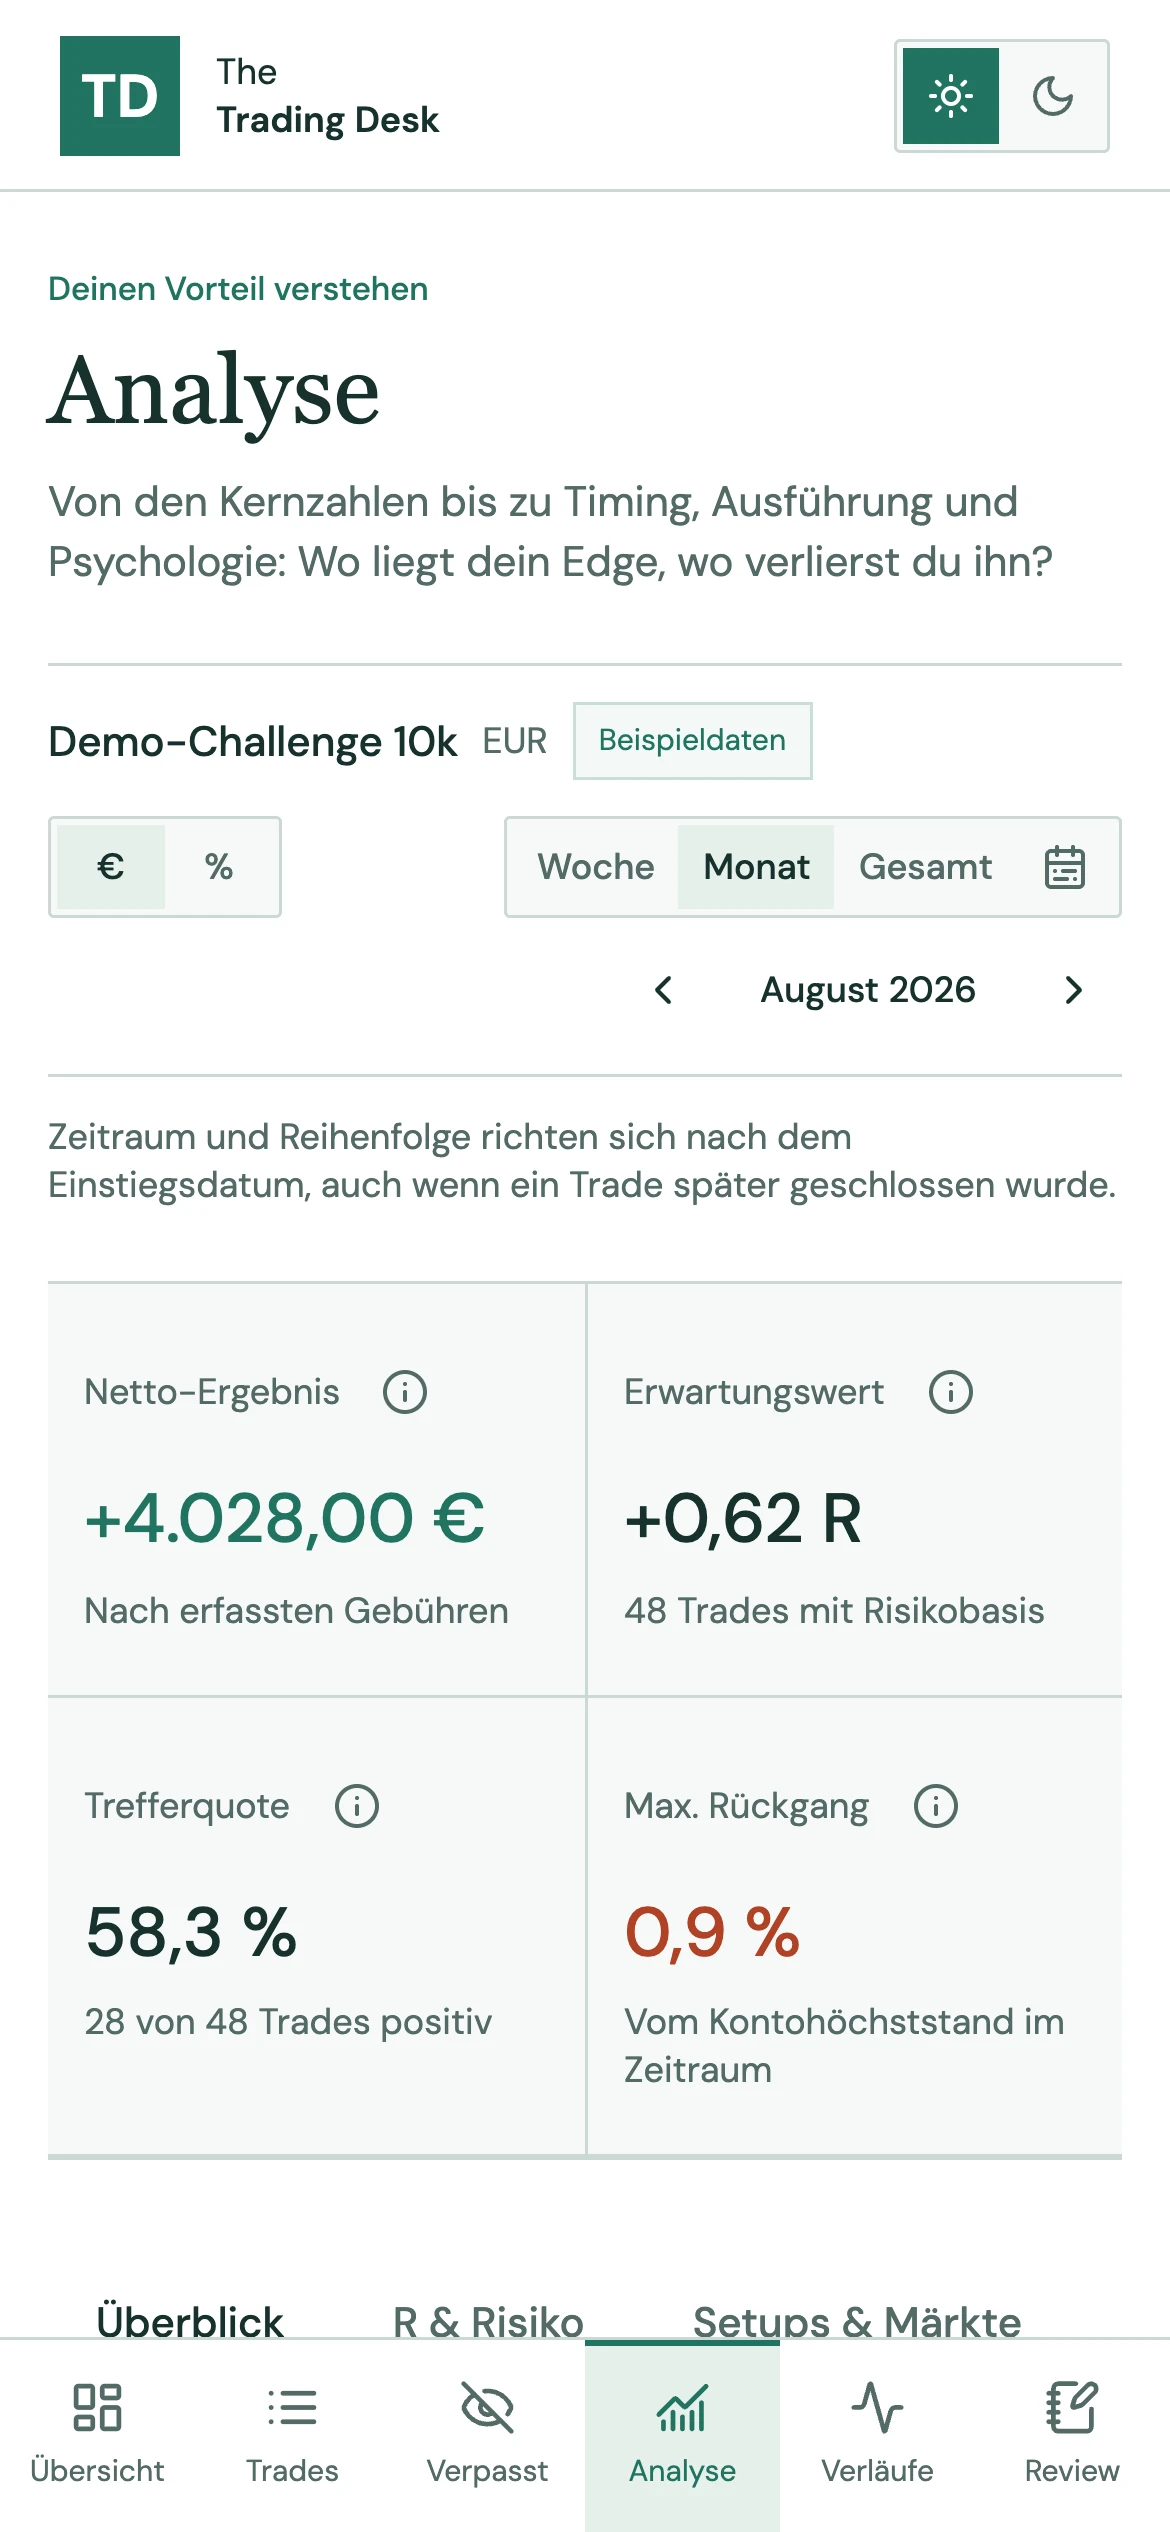 TD
The
Trading Desk
Deinen Vorteil verstehen
Analyse
Von den Kernzahlen bis zu Timing, Ausführung und
Psychologie: Wo liegt dein Edge, wo verlierst du ihn?
Demo-Challenge 10k EUR Beispieldaten
€ % Woche Monat Gesamt
August 2026
Zeitraum und Reihenfolge richten sich nach dem
Einstiegsdatum, auch wenn ein Trade später geschlossen wurde.
Netto-Ergebnis
+4.028,00 €
Nach erfassten Gebühren
Erwartungswert
+0,62 R
48 Trades mit Risikobasis
Trefferquote
58,3 %
28 von 48 Trades positiv
Max. Rückgang
0,9 %
Vom Kontohöchststand im
Zeitraum
Überblick R & Risiko Setups & Märkte
Übersicht Trades Verpasst Analyse Verläufe Review